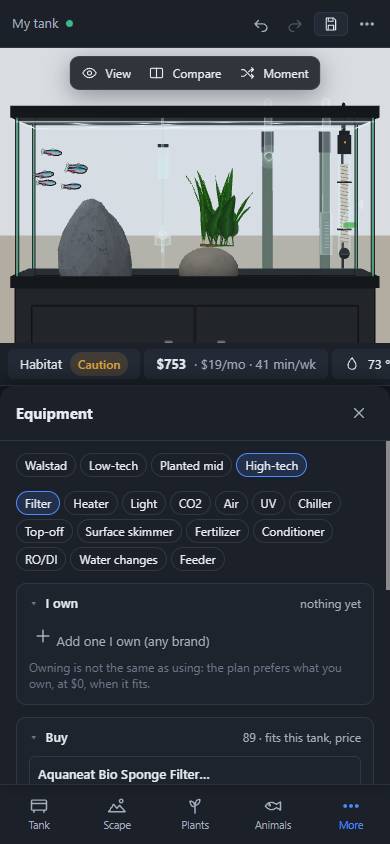 My tank
View
Compare
Moment
Habitat
Caution
$753 · $19/mo · 41 min/wk
73 °
Equipment
Walstad
Low-tech
Planted mid
High-tech
Filter
Heater
Light
CO2
Air
UV
Chiller
Top-off
Surface skimmer
Fertilizer
Conditioner
RO/DI
Water changes
Feeder
I own
nothing yet
Add one I own (any brand)
Owning is not the same as using: the plan prefers what you
own, at $0, when it fits.
Buy
89 · fits this tank, price
Aquaneat Bio Sponge Filter...
Tank
Scape
Plants
Animals
More